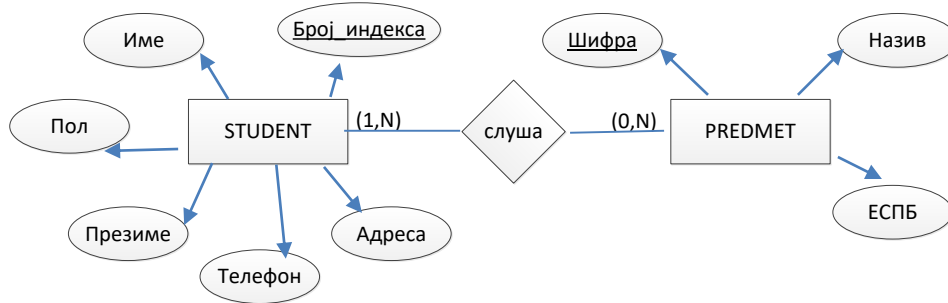 Име
Број_индекса
Шифра
Назив
Пол
STUDENT
(1,N)
слуша
(0,N)
PREDMET
Презиме
Телефон
Адреса
ЕСПБ